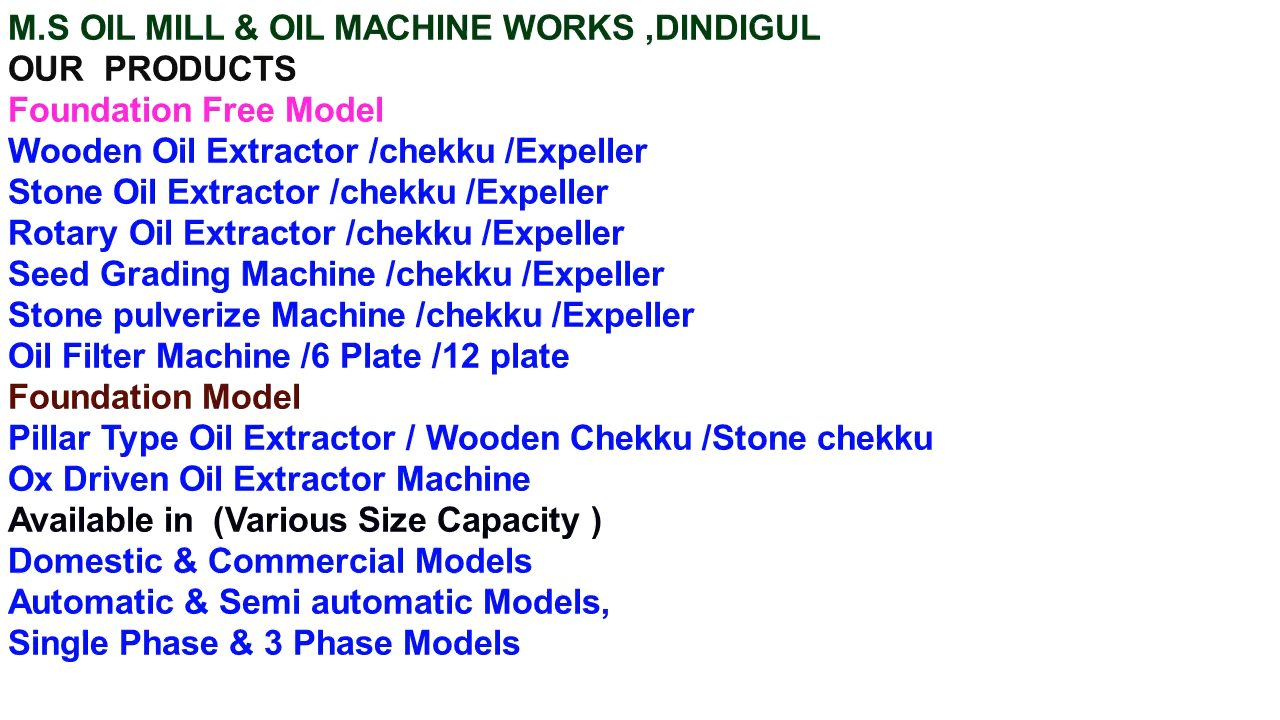 M.S OIL MILL & OIL MACHINE WORKS ,DINDIGUL
OUR  PRODUCTS
Foundation Free Model
Wooden Oil Extractor /chekku /Expeller
Stone Oil Extractor /chekku /Expeller
Rotary Oil Extractor /chekku /Expeller
Seed Grading Machine /chekku /Expeller
Stone pulverize Machine /chekku /Expeller
Oil Filter Machine /6 Plate /12 plate
Foundation Model
Pillar Type Oil Extractor / Wooden Chekku /Stone chekku
Ox Driven Oil Extractor Machine
Available in  (Various Size Capacity )
Domestic & Commercial Models
Automatic & Semi automatic Models,
Single Phase & 3 Phase Models